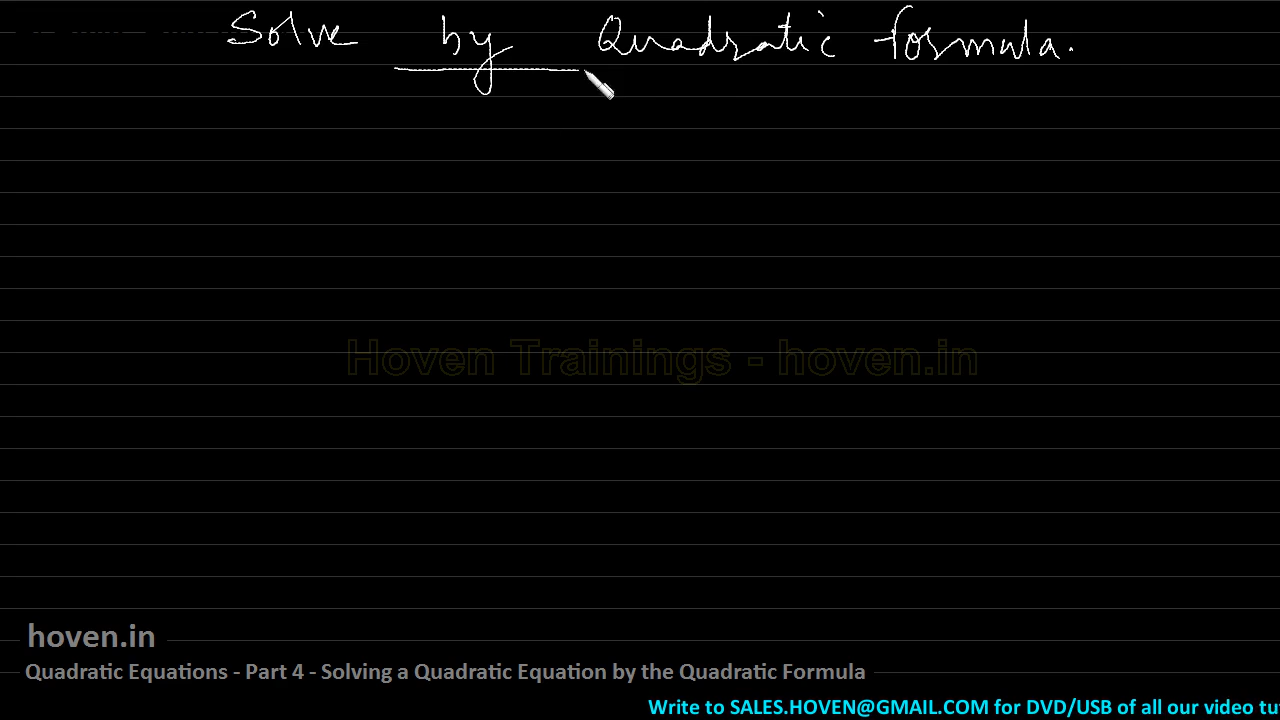 Solve by Quadratic formula.
Hoven Trainings - hoven.in
hoven.in
Quadratic Equations - Part 4 - Solving a Quadratic Equation by the Quadratic Formula
Write to SALES.HOVEN@GMAIL.COM for DVD/USB of all our video tu